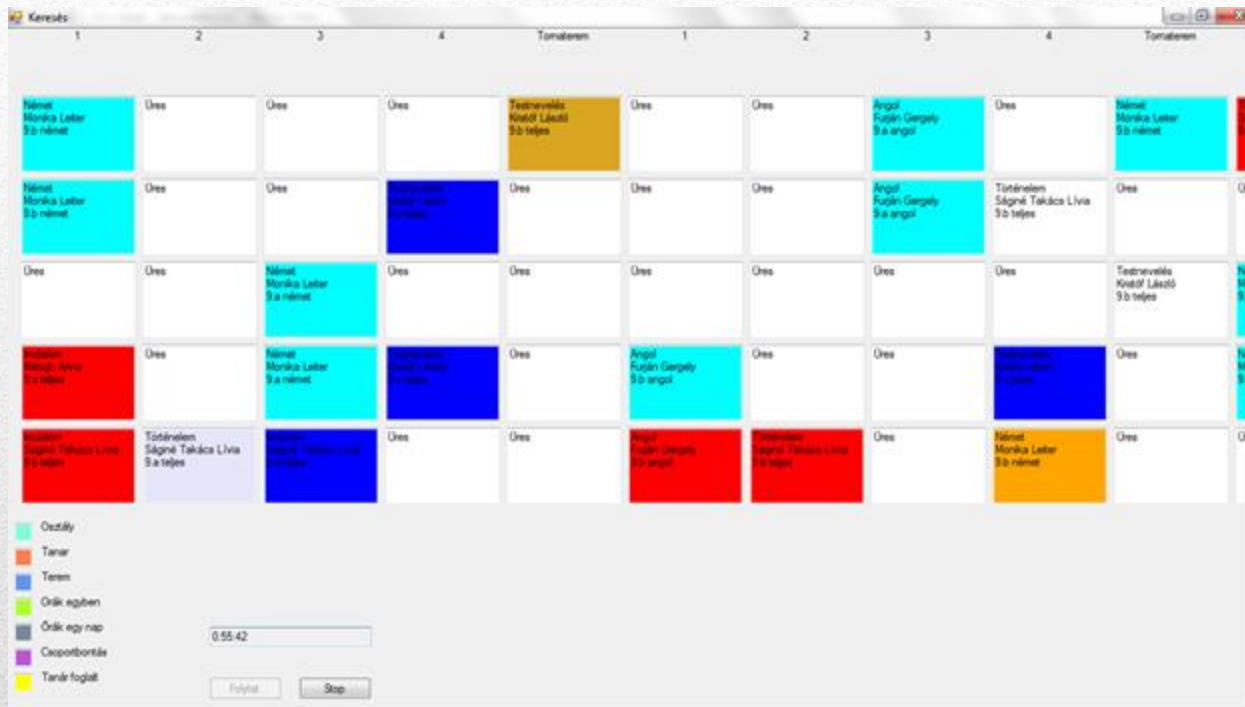 Keresés
1 2 3 4 Tornaterem 1 2 3 4 Tornaterem
Német
Monika Leiter
9.b német
Üres
Üres
Üres
Testnevelés
Kristóf László
9.b teljes
Üres
Üres
Angol
Furján Gergely
9.a angol
Üres
Német
Monika Leiter
9.b német
Német
Monika Leiter
9.b német
Üres
Üres
Üres
Üres
Üres
Angol
Furján Gergely
9.a angol
Történelem
Ságiné Takács Lívia
9.b teljes
Üres
Üres
Üres
Német
Monika Leiter
9.a német
Üres
Üres
Üres
Üres
Üres
Üres
Testnevelés
Kristóf László
9.b teljes
Irodalom
Balogh Anna
9.a teljes
Üres
Német
Monika Leiter
9.a német
Üres
Angol
Furján Gergely
9.b angol
Üres
Üres
Üres
Irodalom
Ságiné Takács Lívia
9.b teljes
Történelem
Ságiné Takács Lívia
9.a teljes
Üres
Üres
Angol
Furján Gergely
9.b angol
Történelem
Ságiné Takács Lívia
9.b teljes
Üres
Német
Monika Leiter
9.b német
Üres
Osztály
Tanar
Terem
Orák egyben
Órák egy nap
Csoportbontás
Tanár foglalt
0:55:42
Folytat
Stop